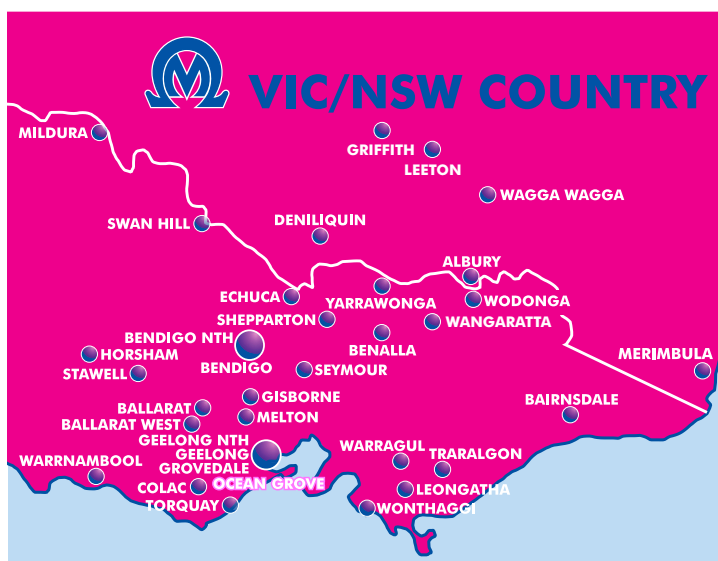 VIC/NSW COUNTRY
MILDURA
GRIFFITH
LEETON
WAGGA WAGGA
SWAN HILL
DENILIQUIN
ALBURY
ECHUCA
YARRAWONGA
WODONGA
SHEPPARTON
WANGARATTA
BENDIGO NTH
BENALLA
HORSHAM
BENDIGO
SEYMOUR
MERIMBULA
STAWELL
GISBORNE
BALLARAT
MELTON
BAIRNSDALE
BALLARAT WEST
GEELONG NTH
GEELONG
GROVEDALE
WARRAGUL
TRARALGON
WARRNAMBOOL
OCEAN GROVE
COLAC
LEONGATHA
TORQUAY
WONTHAGGI